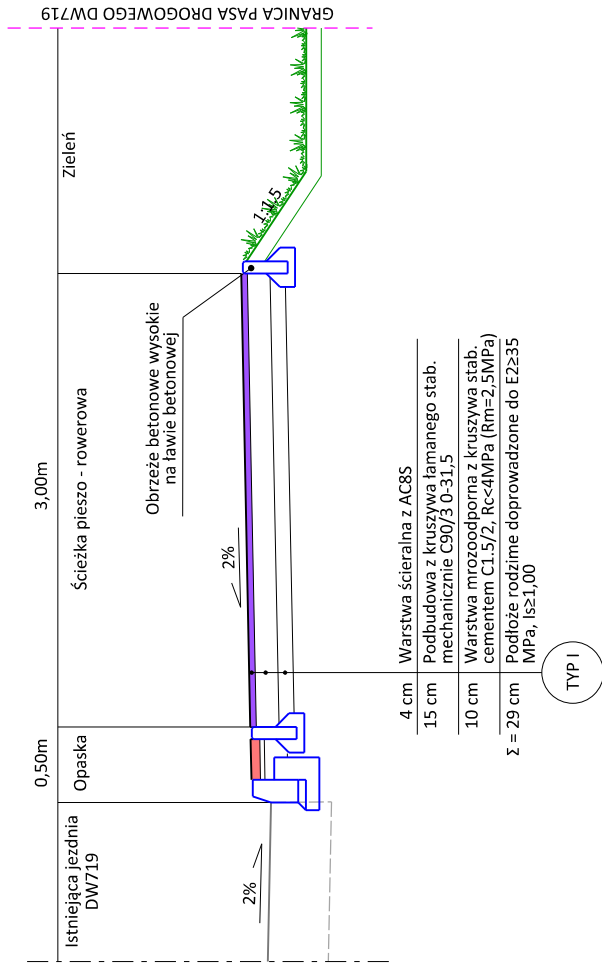 GRANICA PASA DROGOWEGO DW719
Istniejąca jezdnia
DW719
0,50m
Opaska
3,00m
Ścieżka pieszo - rowerowa
Zieleń
Obrzeże betonowe wysokie
na ławie betonowej
1:1,5
2%
2%
4 cm Warstwa ścieralna z AC8S
15 cm Podbudowa z kruszywa łamanego stab.
mechanicznie C90/3 0-31,5
10 cm Warstwa mrozoodporna z kruszywa stab.
cementem C1.5/2, Rc<4MPa (Rm=2,5MPa)
Σ = 29 cm Podłoże rodzime doprowadzone do E2≥35
MPa, Is≥1,00
TYP I